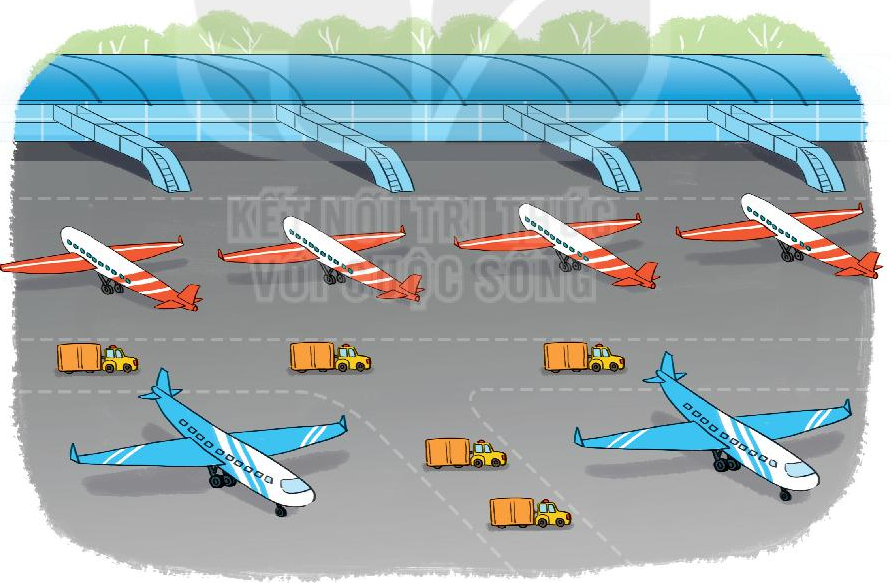 KẾT NỐI TRI THỨC
VỚI CUỘC SỐNG